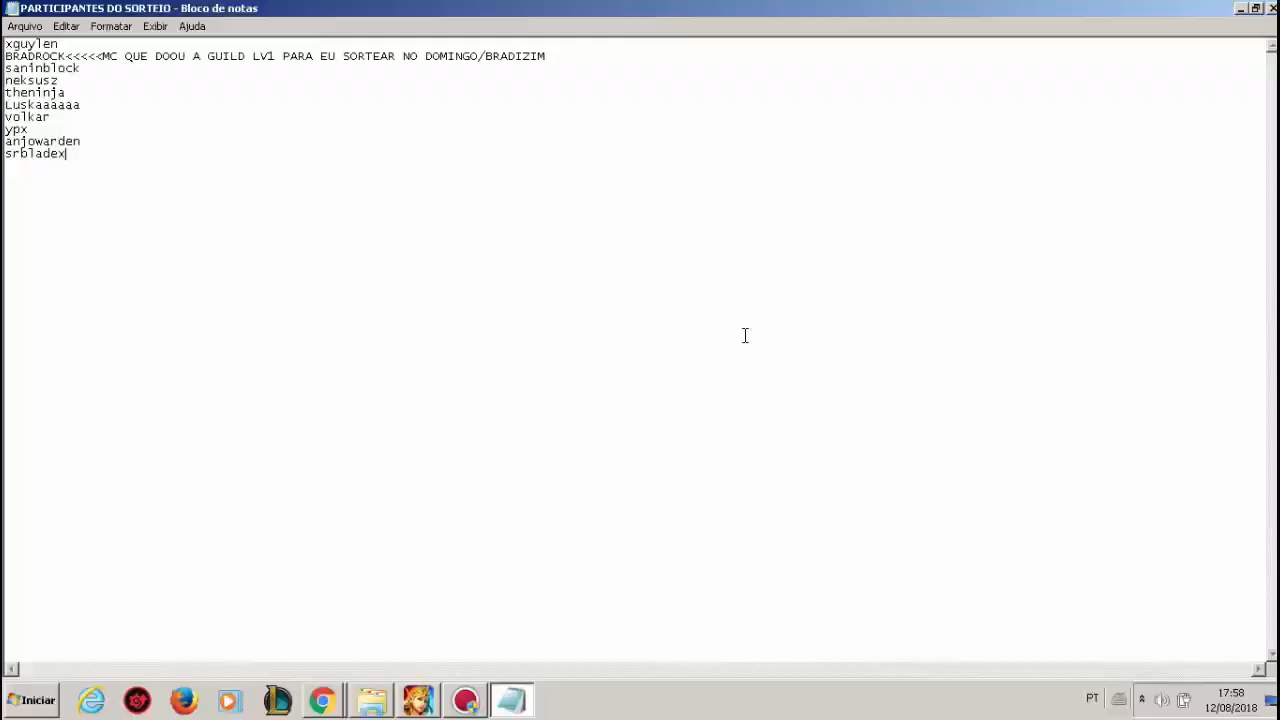 PARTICIPANTES DO SORTEIO - Bloco de notas
Arquivo Editar Formatar Exibir Ajuda
xguylen
BRADROCK<<<<<MC QUE DOOU A GUILD LV1 PARA EU SORTEAR NO DOMINGO/BRADIZIM
saninblock
neksusz
theninja
Luskaaaaaa
volkar
ypx
anjowarden
srbladex
Iniciar
PT
17:58
12/08/2018